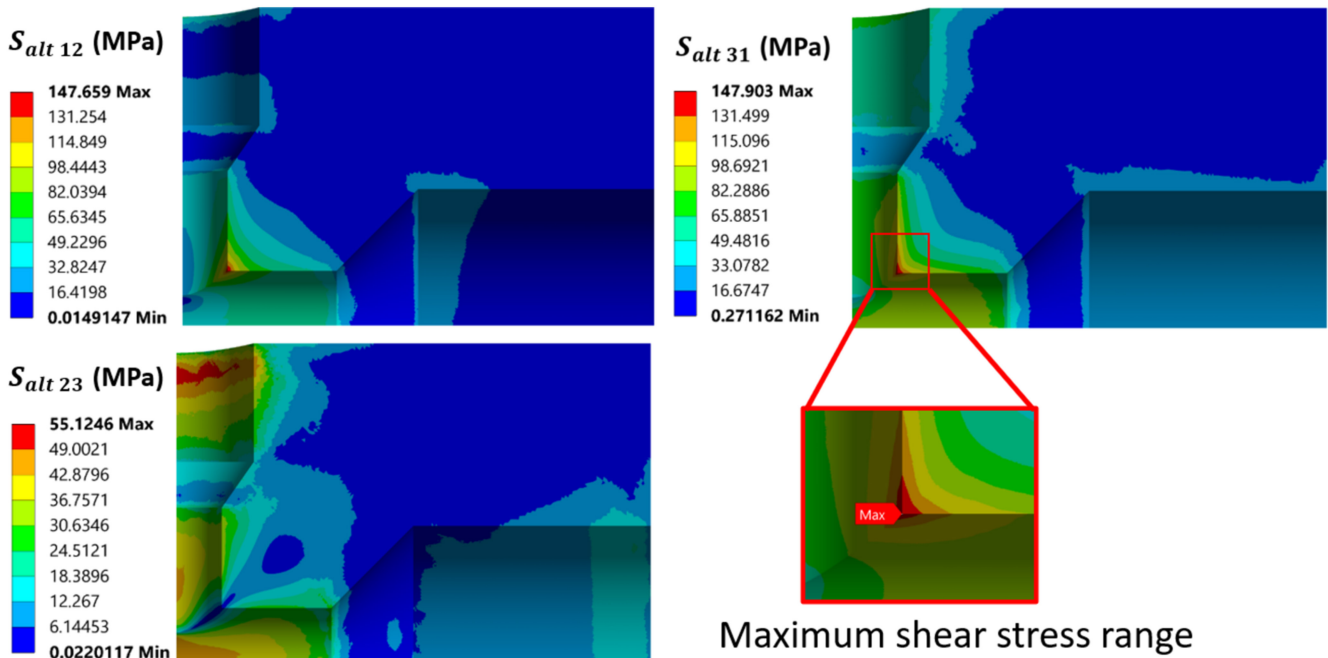 S_alt 12 (MPa)
147.659 Max
131.254
114.849
98.4443
82.0394
65.6345
49.2296
32.8247
16.4198
0.0149147 Min
S_alt 31 (MPa)
147.903 Max
131.499
115.096
98.6921
82.2886
65.8851
49.4816
33.0782
16.6747
0.271162 Min
S_alt 23 (MPa)
55.1246 Max
49.0021
42.8796
36.7571
30.6346
24.5121
18.3896
12.267
6.14453
0.0220117 Min
Max
Maximum shear stress range